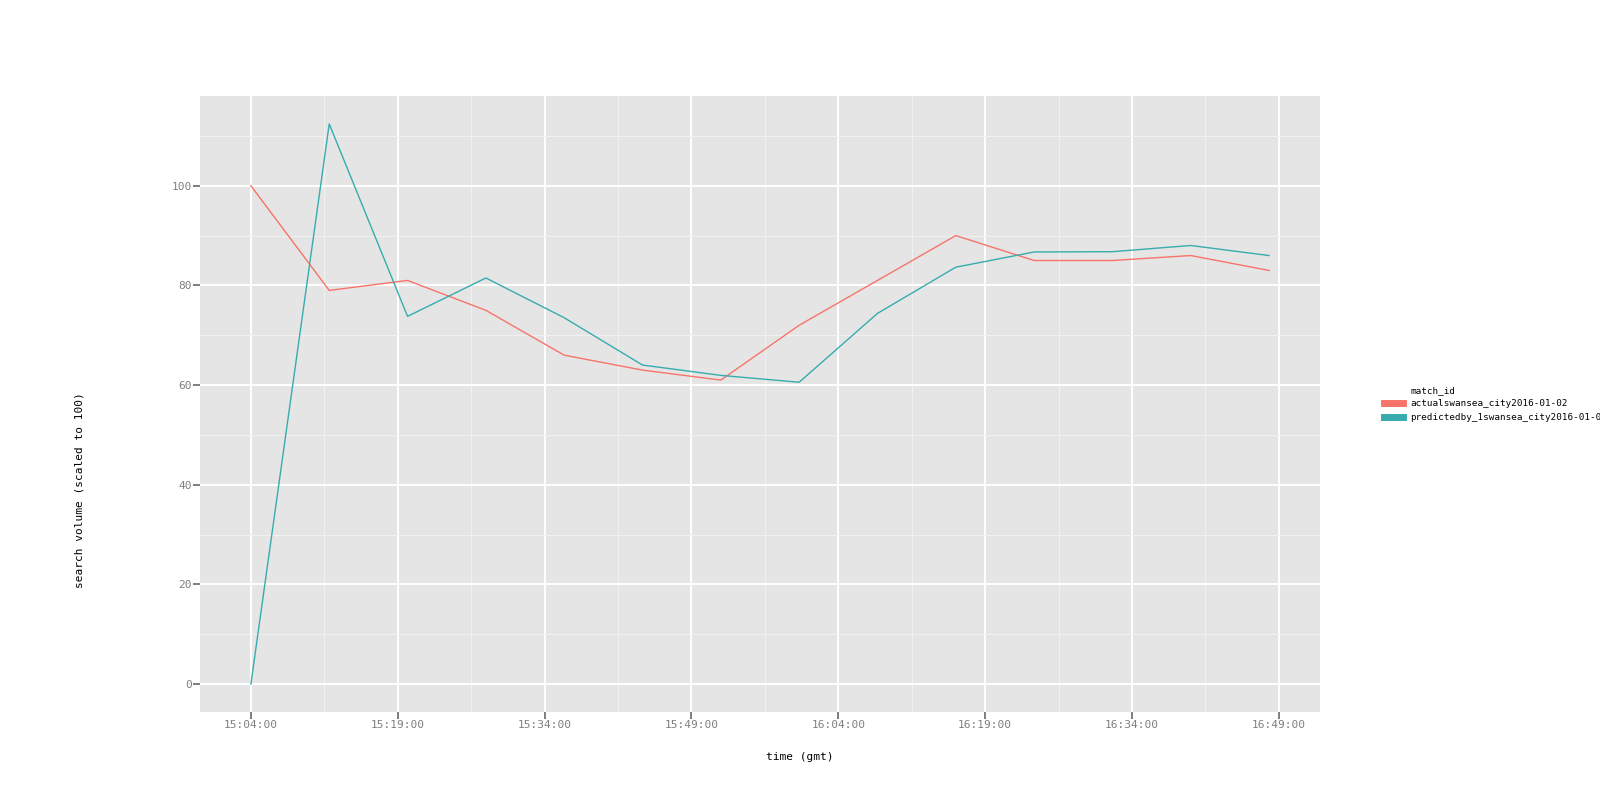 search volume (scaled to 100)
100
80
60
40
20
0
15:04:00 15:19:00 15:34:00 15:49:00 16:04:00 16:19:00 16:34:00 16:49:00
time (gmt)
match_id
actualswansea_city2016-01-02
predictedby_1swansea_city2016-01-0